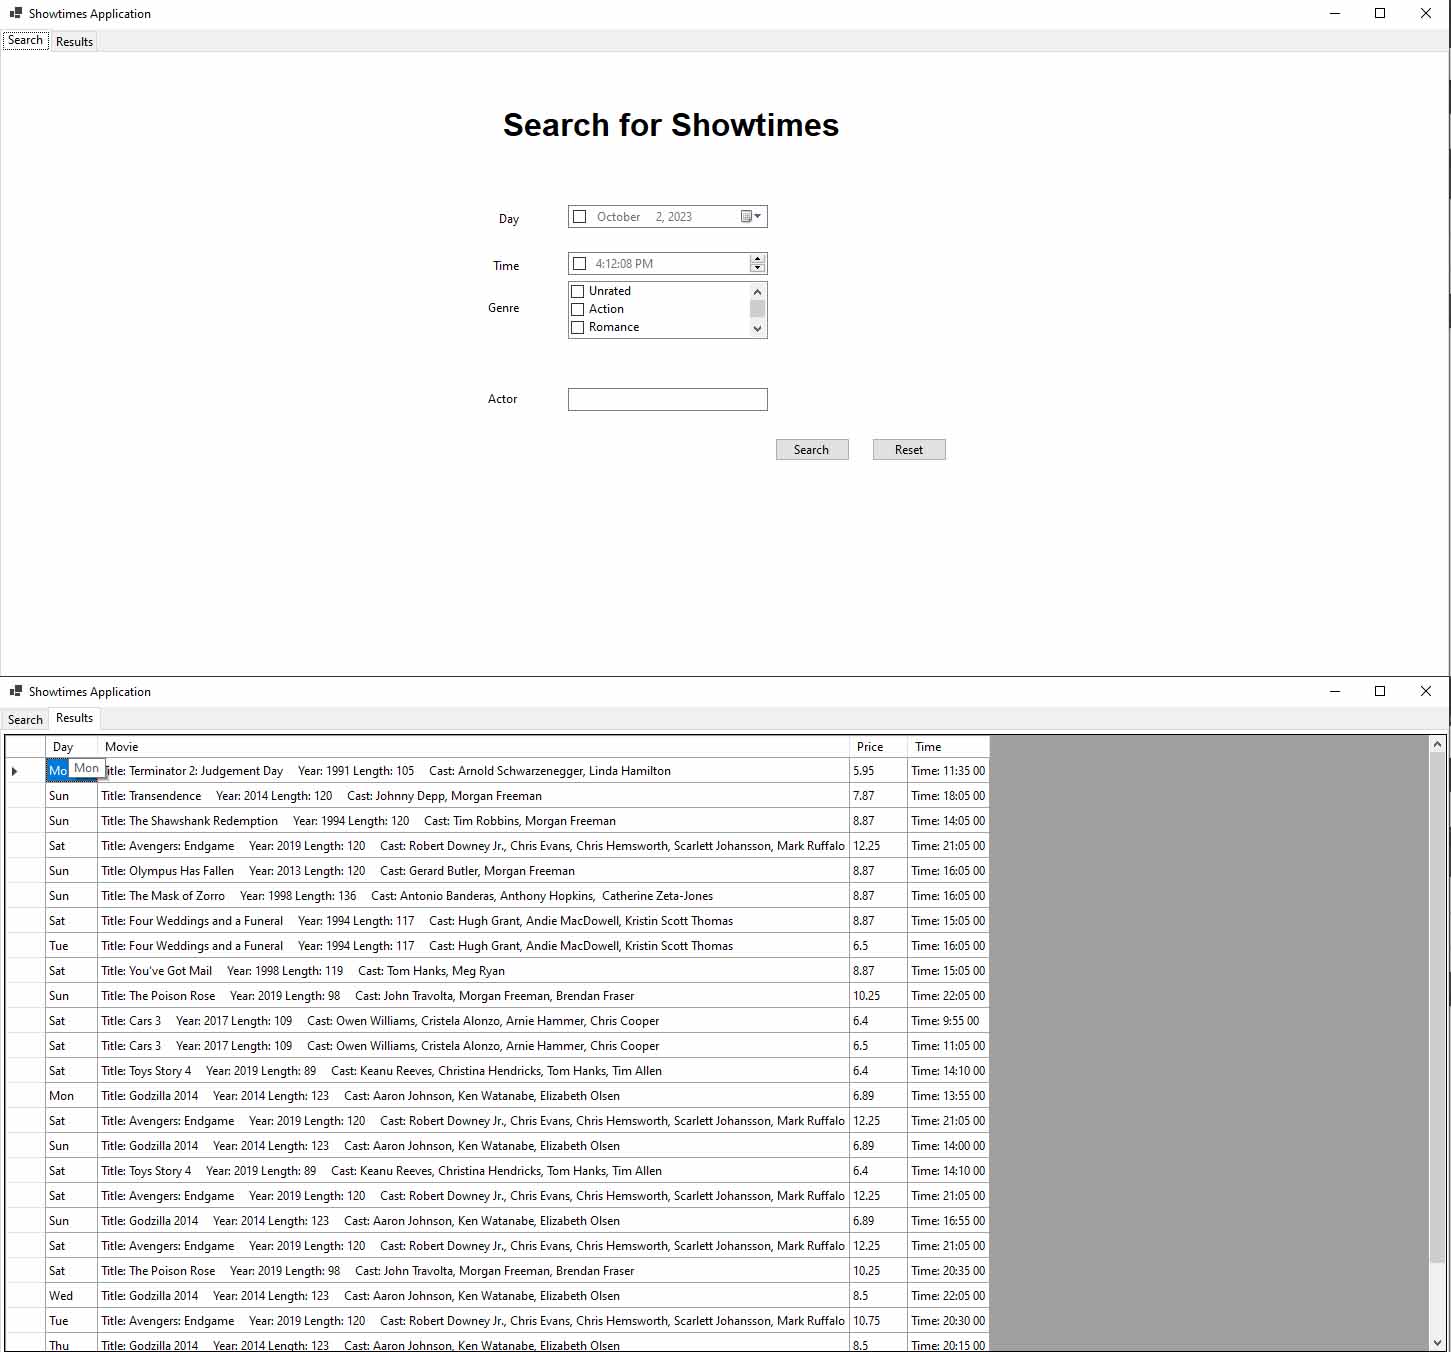 Showtimes Application
Search Results
Search for Showtimes
Day October 2, 2023
Time 4:12:08 PM
Genre Unrated
Action
Romance
Actor
Search Reset
Showtimes Application
Search Results
Day Movie Price Time
Mo Mon itle: Terminator 2: Judgement Day Year: 1991 Length: 105 Cast: Arnold Schwarzenegger, Linda Hamilton 5.95 Time: 11:35 00
Sun Title: Transendence Year: 2014 Length: 120 Cast: Johnny Depp, Morgan Freeman 7.87 Time: 18:05 00
Sun Title: The Shawshank Redemption Year: 1994 Length: 120 Cast: Tim Robbins, Morgan Freeman 8.87 Time: 14:05 00
Sat Title: Avengers: Endgame Year: 2019 Length: 120 Cast: Robert Downey Jr., Chris Evans, Chris Hemsworth, Scarlett Johansson, Mark Ruffalo 12.25 Time: 21:05 00
Sun Title: Olympus Has Fallen Year: 2013 Length: 120 Cast: Gerard Butler, Morgan Freeman 8.87 Time: 16:05 00
Sun Title: The Mask of Zorro Year: 1998 Length: 136 Cast: Antonio Banderas, Anthony Hopkins, Catherine Zeta-Jones 8.87 Time: 16:05 00
Sat Title: Four Weddings and a Funeral Year: 1994 Length: 117 Cast: Hugh Grant, Andie MacDowell, Kristin Scott Thomas 8.87 Time: 15:05 00
Tue Title: Four Weddings and a Funeral Year: 1994 Length: 117 Cast: Hugh Grant, Andie MacDowell, Kristin Scott Thomas 6.5 Time: 16:05 00
Sat Title: You've Got Mail Year: 1998 Length: 119 Cast: Tom Hanks, Meg Ryan 8.87 Time: 15:05 00
Sun Title: The Poison Rose Year: 2019 Length: 98 Cast: John Travolta, Morgan Freeman, Brendan Fraser 10.25 Time: 22:05 00
Sat Title: Cars 3 Year: 2017 Length: 109 Cast: Owen Williams, Cristela Alonzo, Arnie Hammer, Chris Cooper 6.4 Time: 9:55 00
Sat Title: Cars 3 Year: 2017 Length: 109 Cast: Owen Williams, Cristela Alonzo, Arnie Hammer, Chris Cooper 6.5 Time: 11:05 00
Sat Title: Toys Story 4 Year: 2019 Length: 89 Cast: Keanu Reeves, Christina Hendricks, Tom Hanks, Tim Allen 6.4 Time: 14:10 00
Mon Title: Godzilla 2014 Year: 2014 Length: 123 Cast: Aaron Johnson, Ken Watanabe, Elizabeth Olsen 6.89 Time: 13:55 00
Sat Title: Avengers: Endgame Year: 2019 Length: 120 Cast: Robert Downey Jr., Chris Evans, Chris Hemsworth, Scarlett Johansson, Mark Ruffalo 12.25 Time: 21:05 00
Sun Title: Godzilla 2014 Year: 2014 Length: 123 Cast: Aaron Johnson, Ken Watanabe, Elizabeth Olsen 6.89 Time: 14:00 00
Sat Title: Toys Story 4 Year: 2019 Length: 89 Cast: Keanu Reeves, Christina Hendricks, Tom Hanks, Tim Allen 6.4 Time: 14:10 00
Sat Title: Avengers: Endgame Year: 2019 Length: 120 Cast: Robert Downey Jr., Chris Evans, Chris Hemsworth, Scarlett Johansson, Mark Ruffalo 12.25 Time: 21:05 00
Sun Title: Godzilla 2014 Year: 2014 Length: 123 Cast: Aaron Johnson, Ken Watanabe, Elizabeth Olsen 6.89 Time: 16:55 00
Sat Title: Avengers: Endgame Year: 2019 Length: 120 Cast: Robert Downey Jr., Chris Evans, Chris Hemsworth, Scarlett Johansson, Mark Ruffalo 12.25 Time: 21:05 00
Sat Title: The Poison Rose Year: 2019 Length: 98 Cast: John Travolta, Morgan Freeman, Brendan Fraser 10.25 Time: 20:35 00
Wed Title: Godzilla 2014 Year: 2014 Length: 123 Cast: Aaron Johnson, Ken Watanabe, Elizabeth Olsen 8.5 Time: 22:05 00
Tue Title: Avengers: Endgame Year: 2019 Length: 120 Cast: Robert Downey Jr., Chris Evans, Chris Hemsworth, Scarlett Johansson, Mark Ruffalo 10.75 Time: 20:30 00
Thu Title: Godzilla 2014 Year: 2014 Length: 123 Cast: Aaron Johnson, Ken Watanabe, Elizabeth Olsen 8.5 Time: 20:15 00